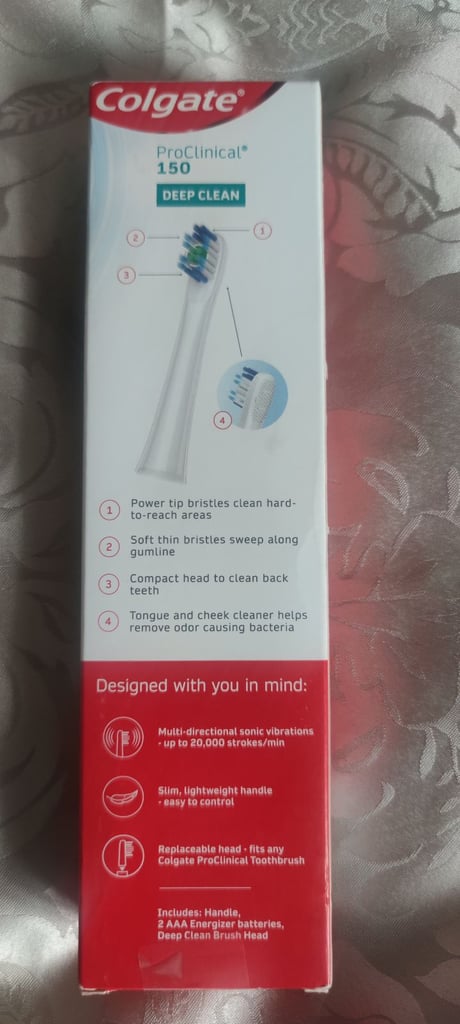 Colgate®
ProClinical®
150
DEEP CLEAN
2
1
3
4
1 Power tip bristles clean hard-
to-reach areas
2 Soft thin bristles sweep along
gumline
3 Compact head to clean back
teeth
4 Tongue and cheek cleaner helps
remove odor causing bacteria
Designed with you in mind:
Multi-directional sonic vibrations
- up to 20,000 strokes/min
Slim, lightweight handle
- easy to control
Replaceable head - fits any
Colgate ProClinical Toothbrush
Includes: Handle,
2 AAA Energizer batteries,
Deep Clean Brush Head